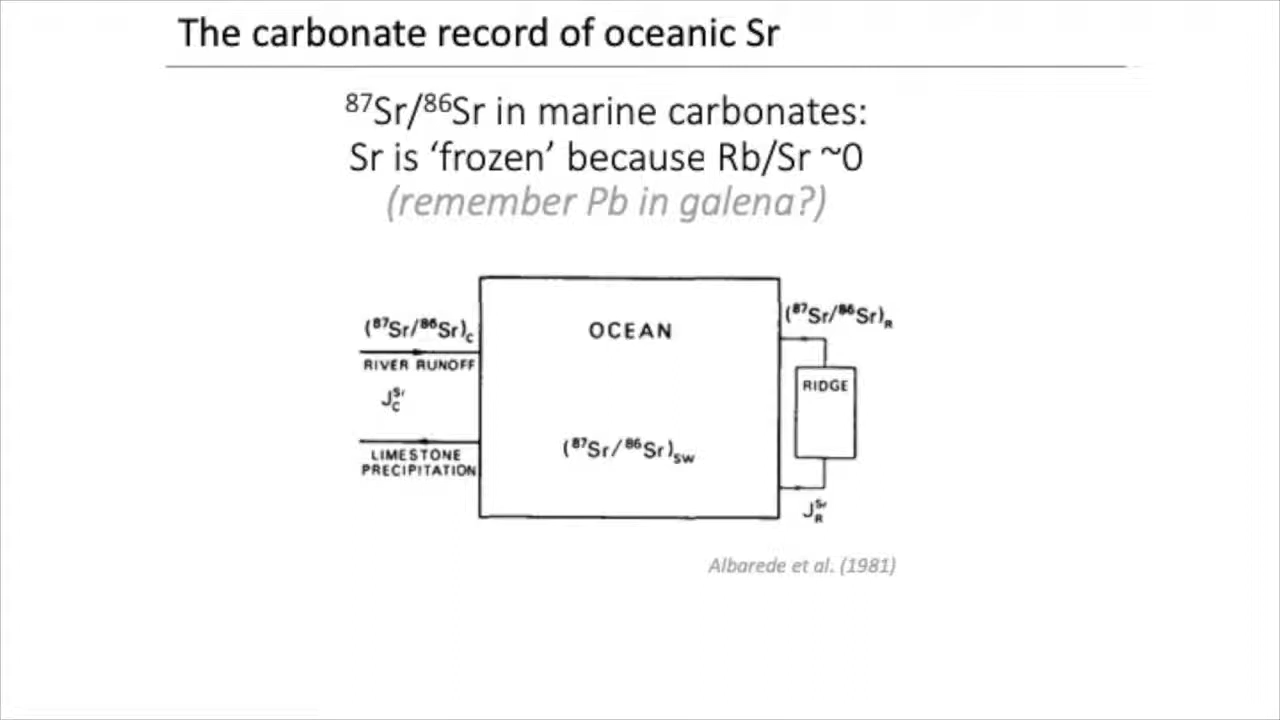 The carbonate record of oceanic Sr
⁸⁷Sr/⁸⁶Sr in marine carbonates:
Sr is ‘frozen’ because Rb/Sr ~0
(remember Pb in galena?)
(⁸⁷Sr/⁸⁶Sr)C
RIVER RUNOFF
JCSr
LIMESTONE
PRECIPITATION
OCEAN
(⁸⁷Sr/⁸⁶Sr)SW
(⁸⁷Sr/⁸⁶Sr)R
RIDGE
JRSr
Albarede et al. (1981)